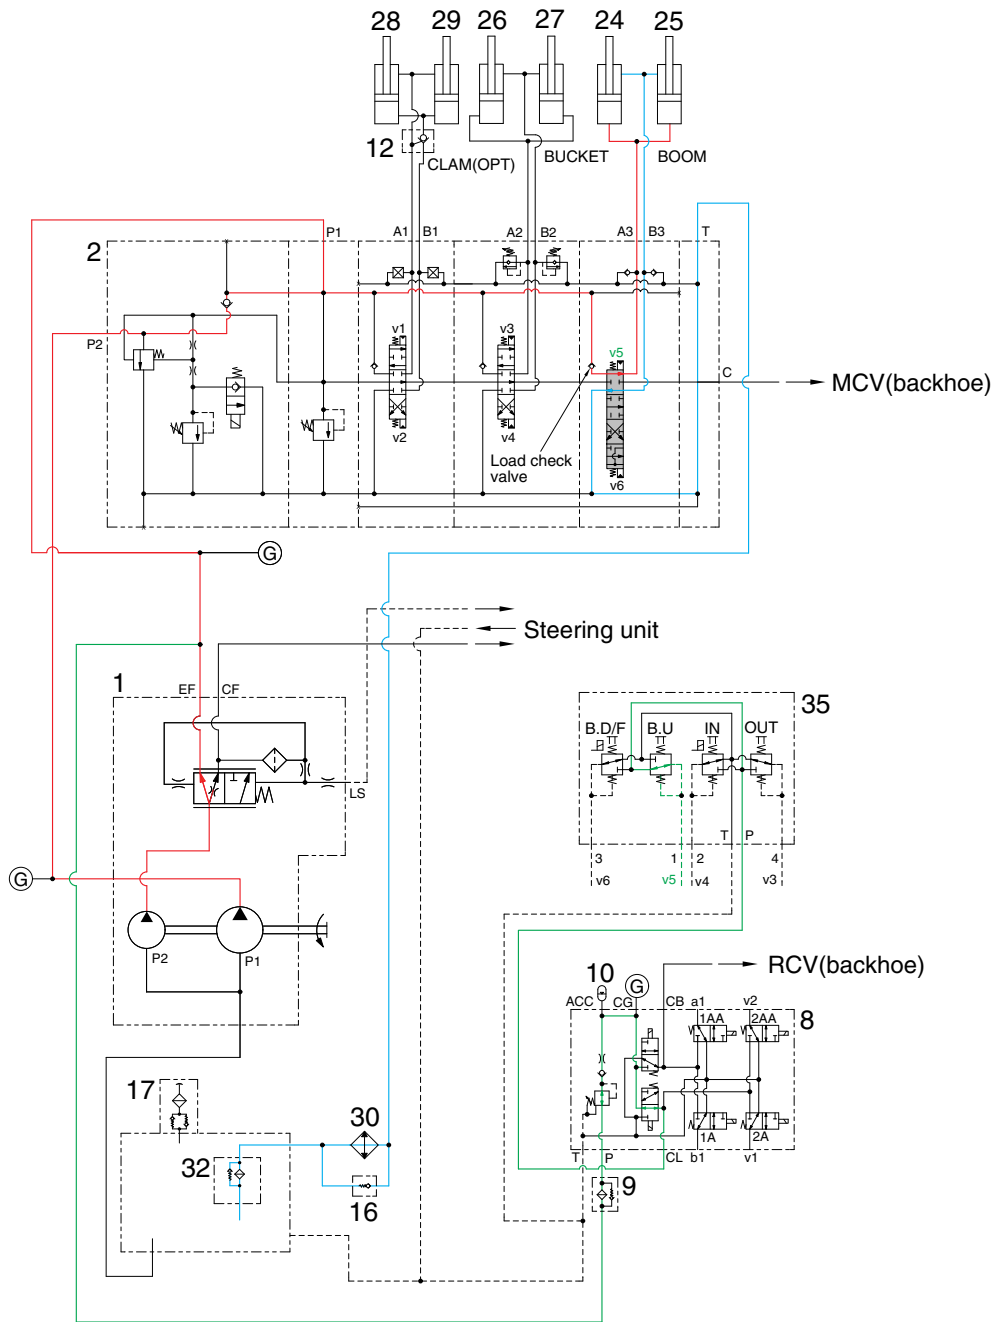 28 29 26 27 24 25
12 CLAM(OPT) BUCKET BOOM
2 P1 A1 B1 A2 B2 A3 B3 T
v1 v3 v5
P2
C MCV(backhoe)
v2 v4 v6
Load check
valve
G
Steering unit
1 EF CF
LS
35
B.D/F B.U IN OUT
T P
3 1 2 4
v6 v5 v4 v3
G
P2 P1
RCV(backhoe)
10 G
ACC CG CB a1 v2
8
1AA 2AA
17
30
32
16
1A 2A
T P CL b1 v1
9